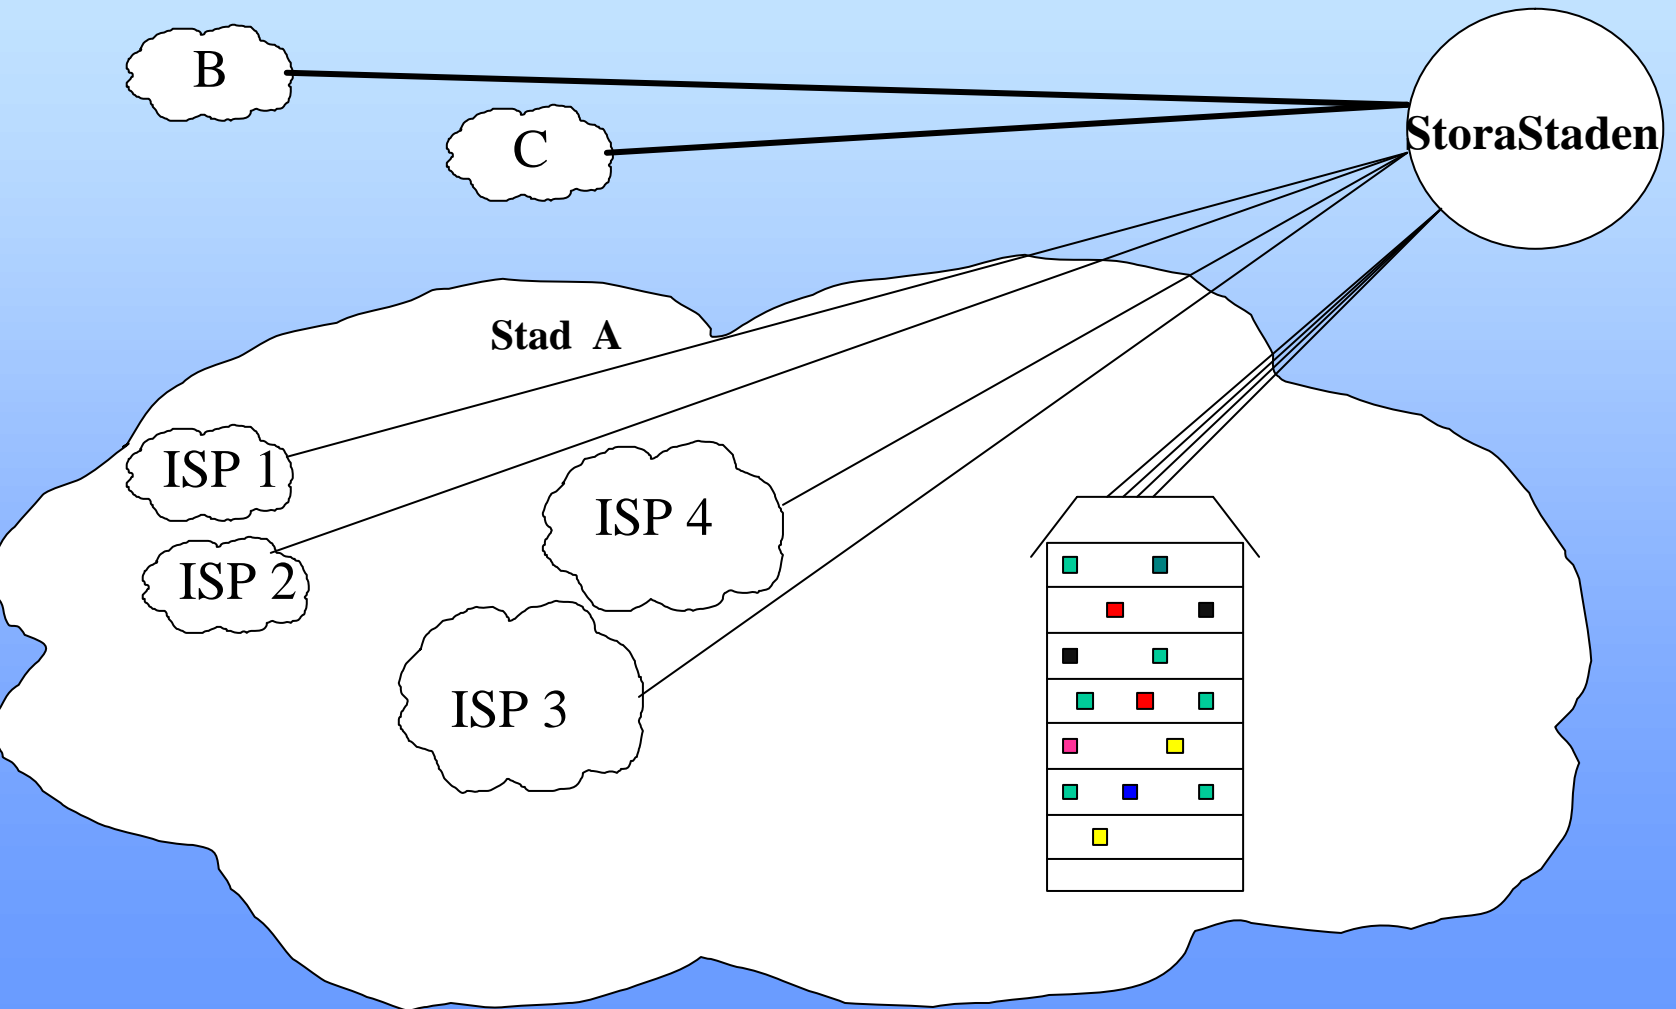 B
StoraStaden
C
Stad A
ISP 1
ISP 4
ISP 2
ISP 3